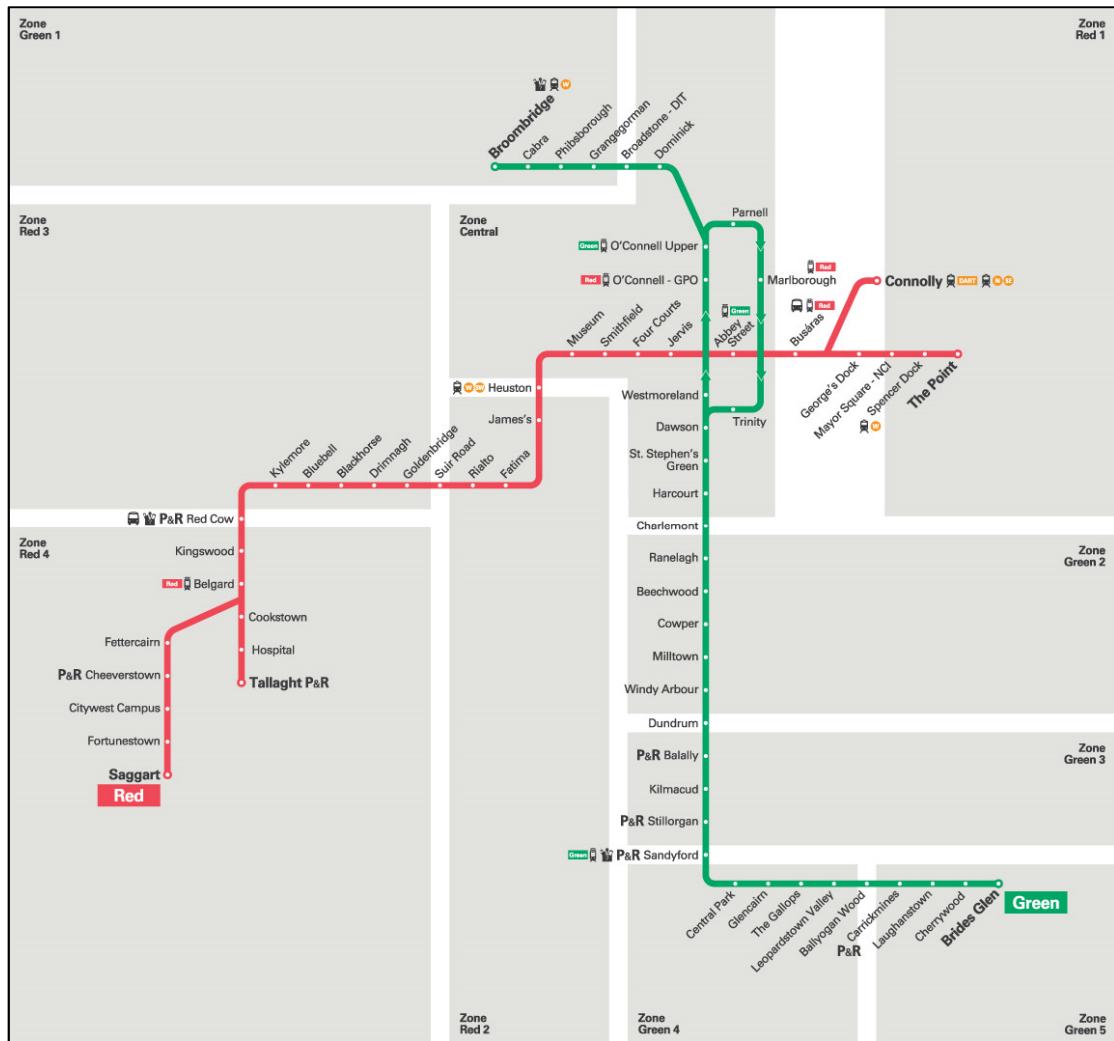 Zone
Green 1
Zone
Red 1
W
Broombridge
Cabra
Phibsborough
Grangegorman
Broadstone - DIT
Dominick
Zone
Red 3
Zone
Central
Parnell
Green O'Connell Upper
Red O'Connell - GPO
Marlborough
Red
Connolly DART N SE
Red
Green
Museum
Smithfield
Four Courts
Jervis
Abbey
Street
Busáras
George's Dock
Mayor Square - NCI
Spencer Dock
W
The Point
W SW Heuston
James's
Westmoreland
Trinity
Dawson
St. Stephen's
Green
Harcourt
Charlemont
Kylemore
Bluebell
Blackhorse
Drimnagh
Goldenbridge
Suir Road
Rialto
Fatima
P&R Red Cow
Zone
Red 4
Kingswood
Red Belgard
Cookstown
Hospital
Tallaght P&R
Fettercairn
P&R Cheeverstown
Citywest Campus
Fortunestown
Saggart
Red
Zone
Green 2
Ranelagh
Beechwood
Cowper
Milltown
Windy Arbour
Dundrum
Zone
Green 3
P&R Balally
Kilmacud
P&R Stillorgan
Green P&R Sandyford
Central Park
Glencairn
The Gallops
Leopardstown Valley
Ballyogan Wood
Carrickmines
P&R
Laughanstown
Cherrywood
Brides Glen
Green
Zone
Red 2
Zone
Green 4
Zone
Green 5